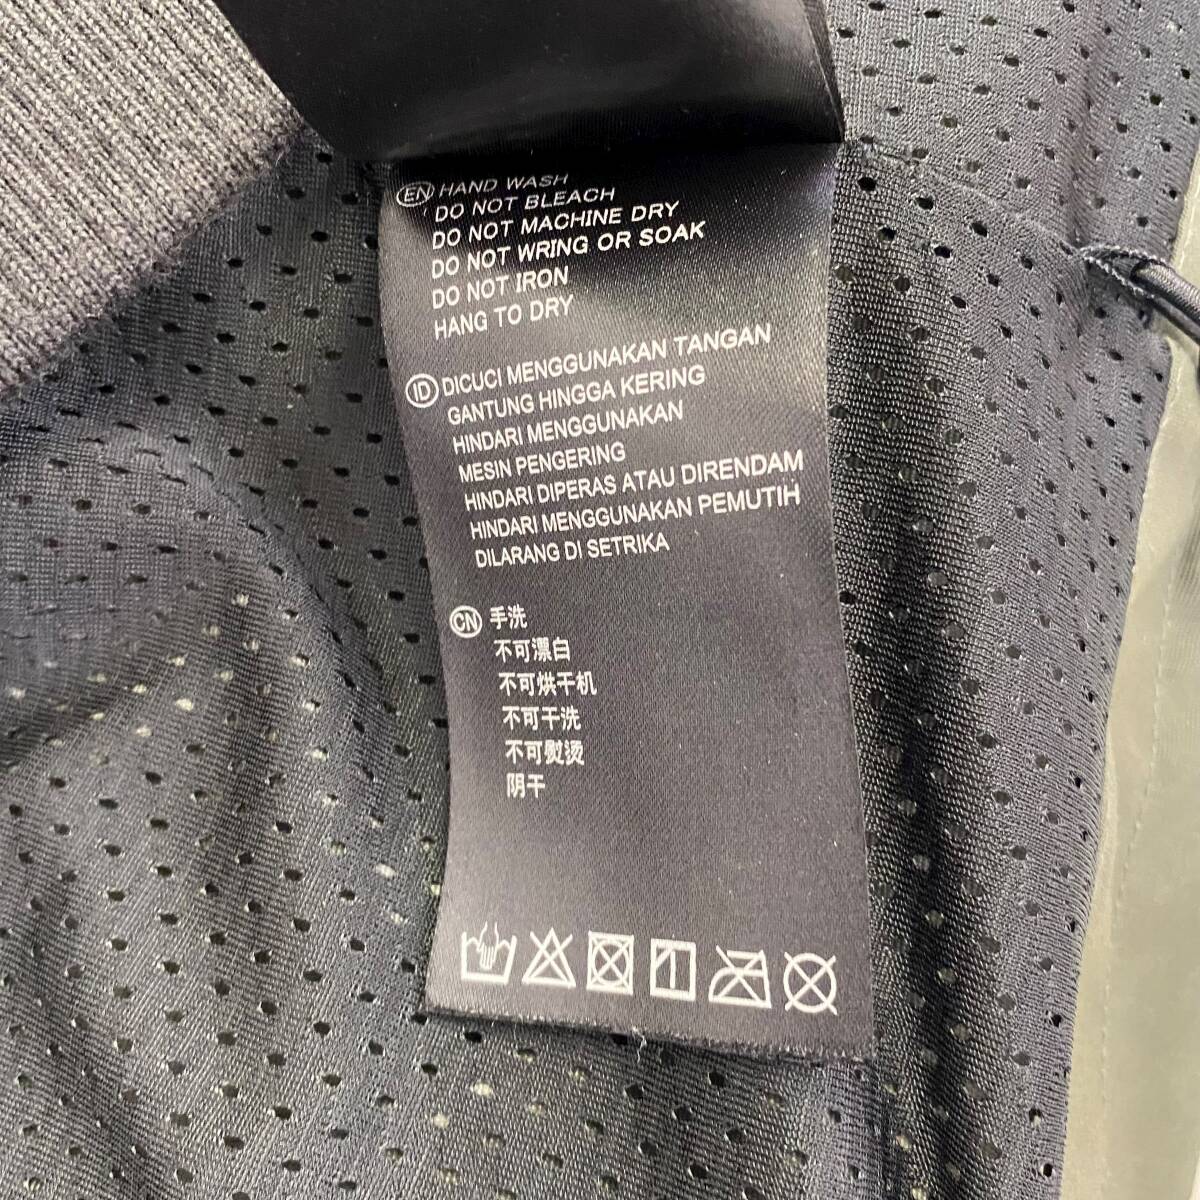 EN HAND WASH
DO NOT BLEACH
DO NOT MACHINE DRY
DO NOT WRING OR SOAK
DO NOT IRON
HANG TO DRY
ID DICUCI MENGGUNAKAN TANGAN
GANTUNG HINGGA KERING
HINDARI MENGGUNAKAN
MESIN PENGERING
HINDARI DIPERAS ATAU DIRENDAM
HINDARI MENGGUNAKAN PEMUTIH
DILARANG DI SETRIKA
CN 手洗
不可漂白
不可烘干机
不可干洗
不可熨烫
阴干